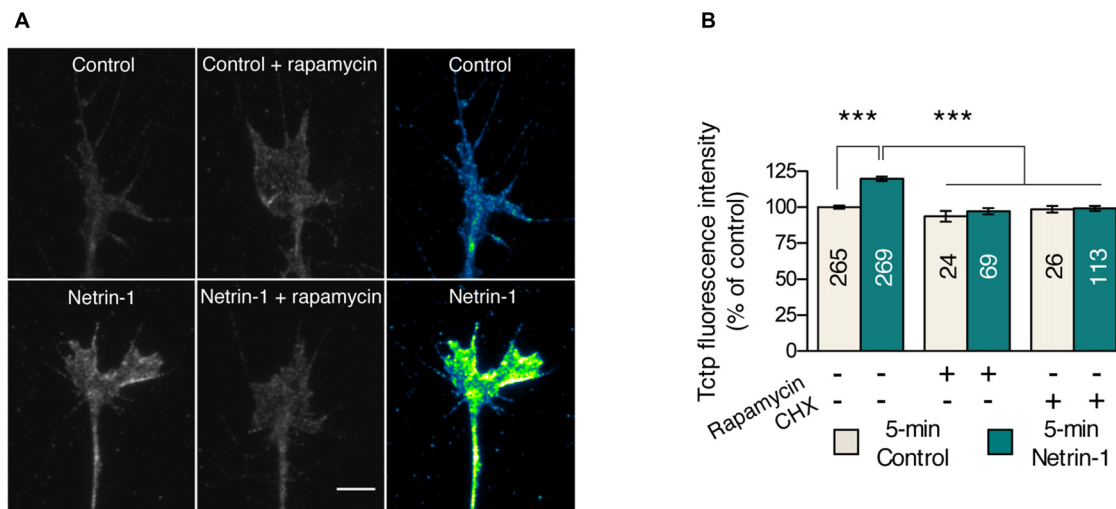 A
Control
Control + rapamycin
Control
Netrin-1
Netrin-1 + rapamycin
Netrin-1
B
*** ***
Tctp fluorescence intensity
(% of control)
125
100
75
50
25
0
265
269
24
69
26
113
Rapamycin - - + + - -
CHX - - - - + +
5-min
Control
5-min
Netrin-1